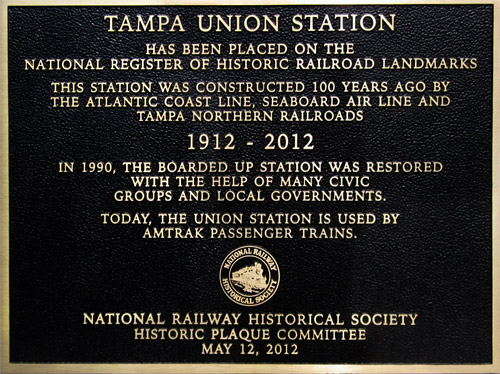 TAMPA UNION STATION
HAS BEEN PLACED ON THE
NATIONAL REGISTER OF HISTORIC RAILROAD LANDMARKS
THIS STATION WAS CONSTRUCTED 100 YEARS AGO BY
THE ATLANTIC COAST LINE, SEABOARD AIR LINE AND
TAMPA NORTHERN RAILROADS
1912 - 2012
IN 1990, THE BOARDED UP STATION WAS RESTORED
WITH THE HELP OF MANY CIVIC
GROUPS AND LOCAL GOVERNMENTS.
TODAY, THE UNION STATION IS USED BY
AMTRAK PASSENGER TRAINS.
NATIONAL RAILWAY
HISTORICAL SOCIETY
NATIONAL RAILWAY HISTORICAL SOCIETY
HISTORIC PLAQUE COMMITTEE
MAY 12, 2012